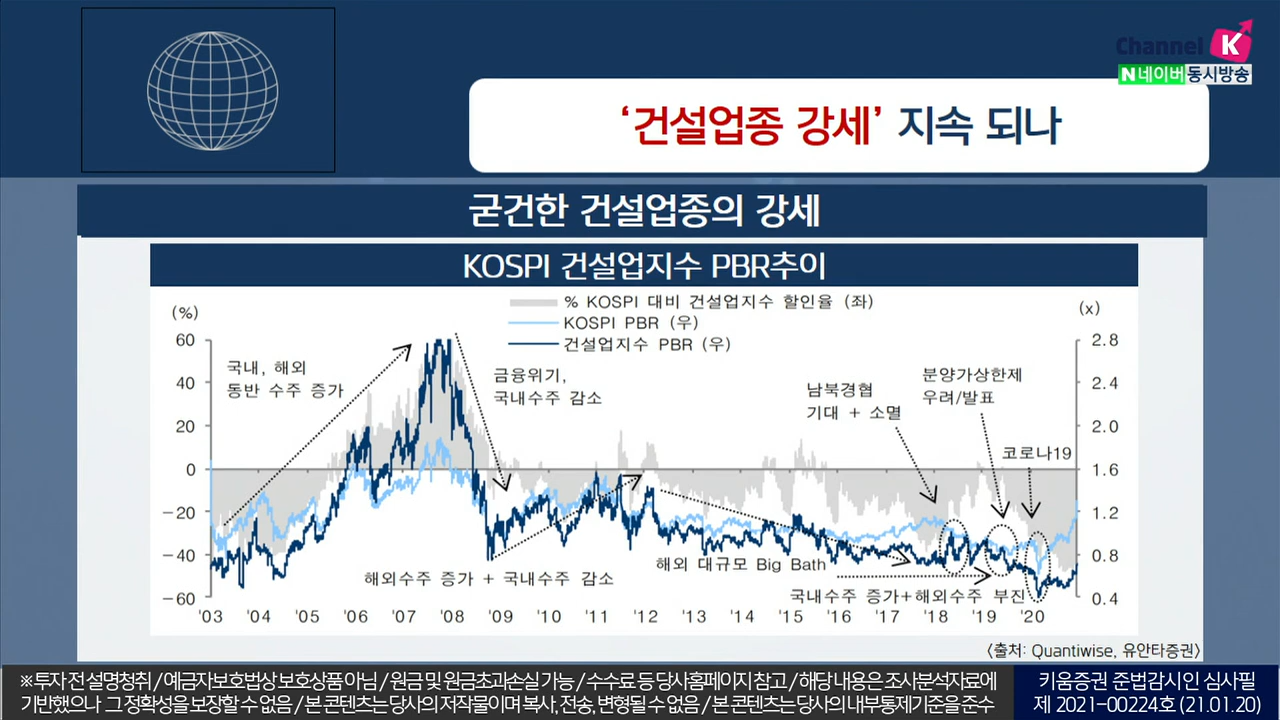 Channel K
N 네이버 동시방송
‘건설업종 강세’ 지속 되나
굳건한 건설업종의 강세
KOSPI 건설업지수 PBR추이
(%)
% KOSPI 대비 건설업지수 할인율 (좌)
KOSPI PBR (우)
건설업지수 PBR (우)
(x)
60
40
20
0
−20
−40
−60
2.8
2.4
2.0
1.6
1.2
0.8
0.4
국내, 해외
동반 수주 증가
금융위기,
국내수주 감소
남북경협
기대 + 소멸
분양가상한제
우려/발표
코로나19
해외수주 증가 + 국내수주 감소
해외 대규모 Big Bath
국내수주 증가+해외수주 부진
'03 '04 '05 '06 '07 '08 '09 '10 '11 '12 '13 '14 '15 '16 '17 '18 '19 '20
〈출처: Quantiwise, 유안타증권〉
※ 투자 전 설명청취 / 예금자보호법상 보호상품 아님 / 원금 및 원금초과손실 가능 / 수수료 등 당사홈페이지 참고 / 해당 내용은 조사분석자료에
기반했으나 그 정확성을 보장할 수 없음 / 본 콘텐츠는 당사의 저작물이며 복사, 전송, 변형될 수 없음 / 본 콘텐츠는 당사의 내부통제기준을 준수
키움증권 준법감시인 심사필
제 2021-00224호 (21.01.20)